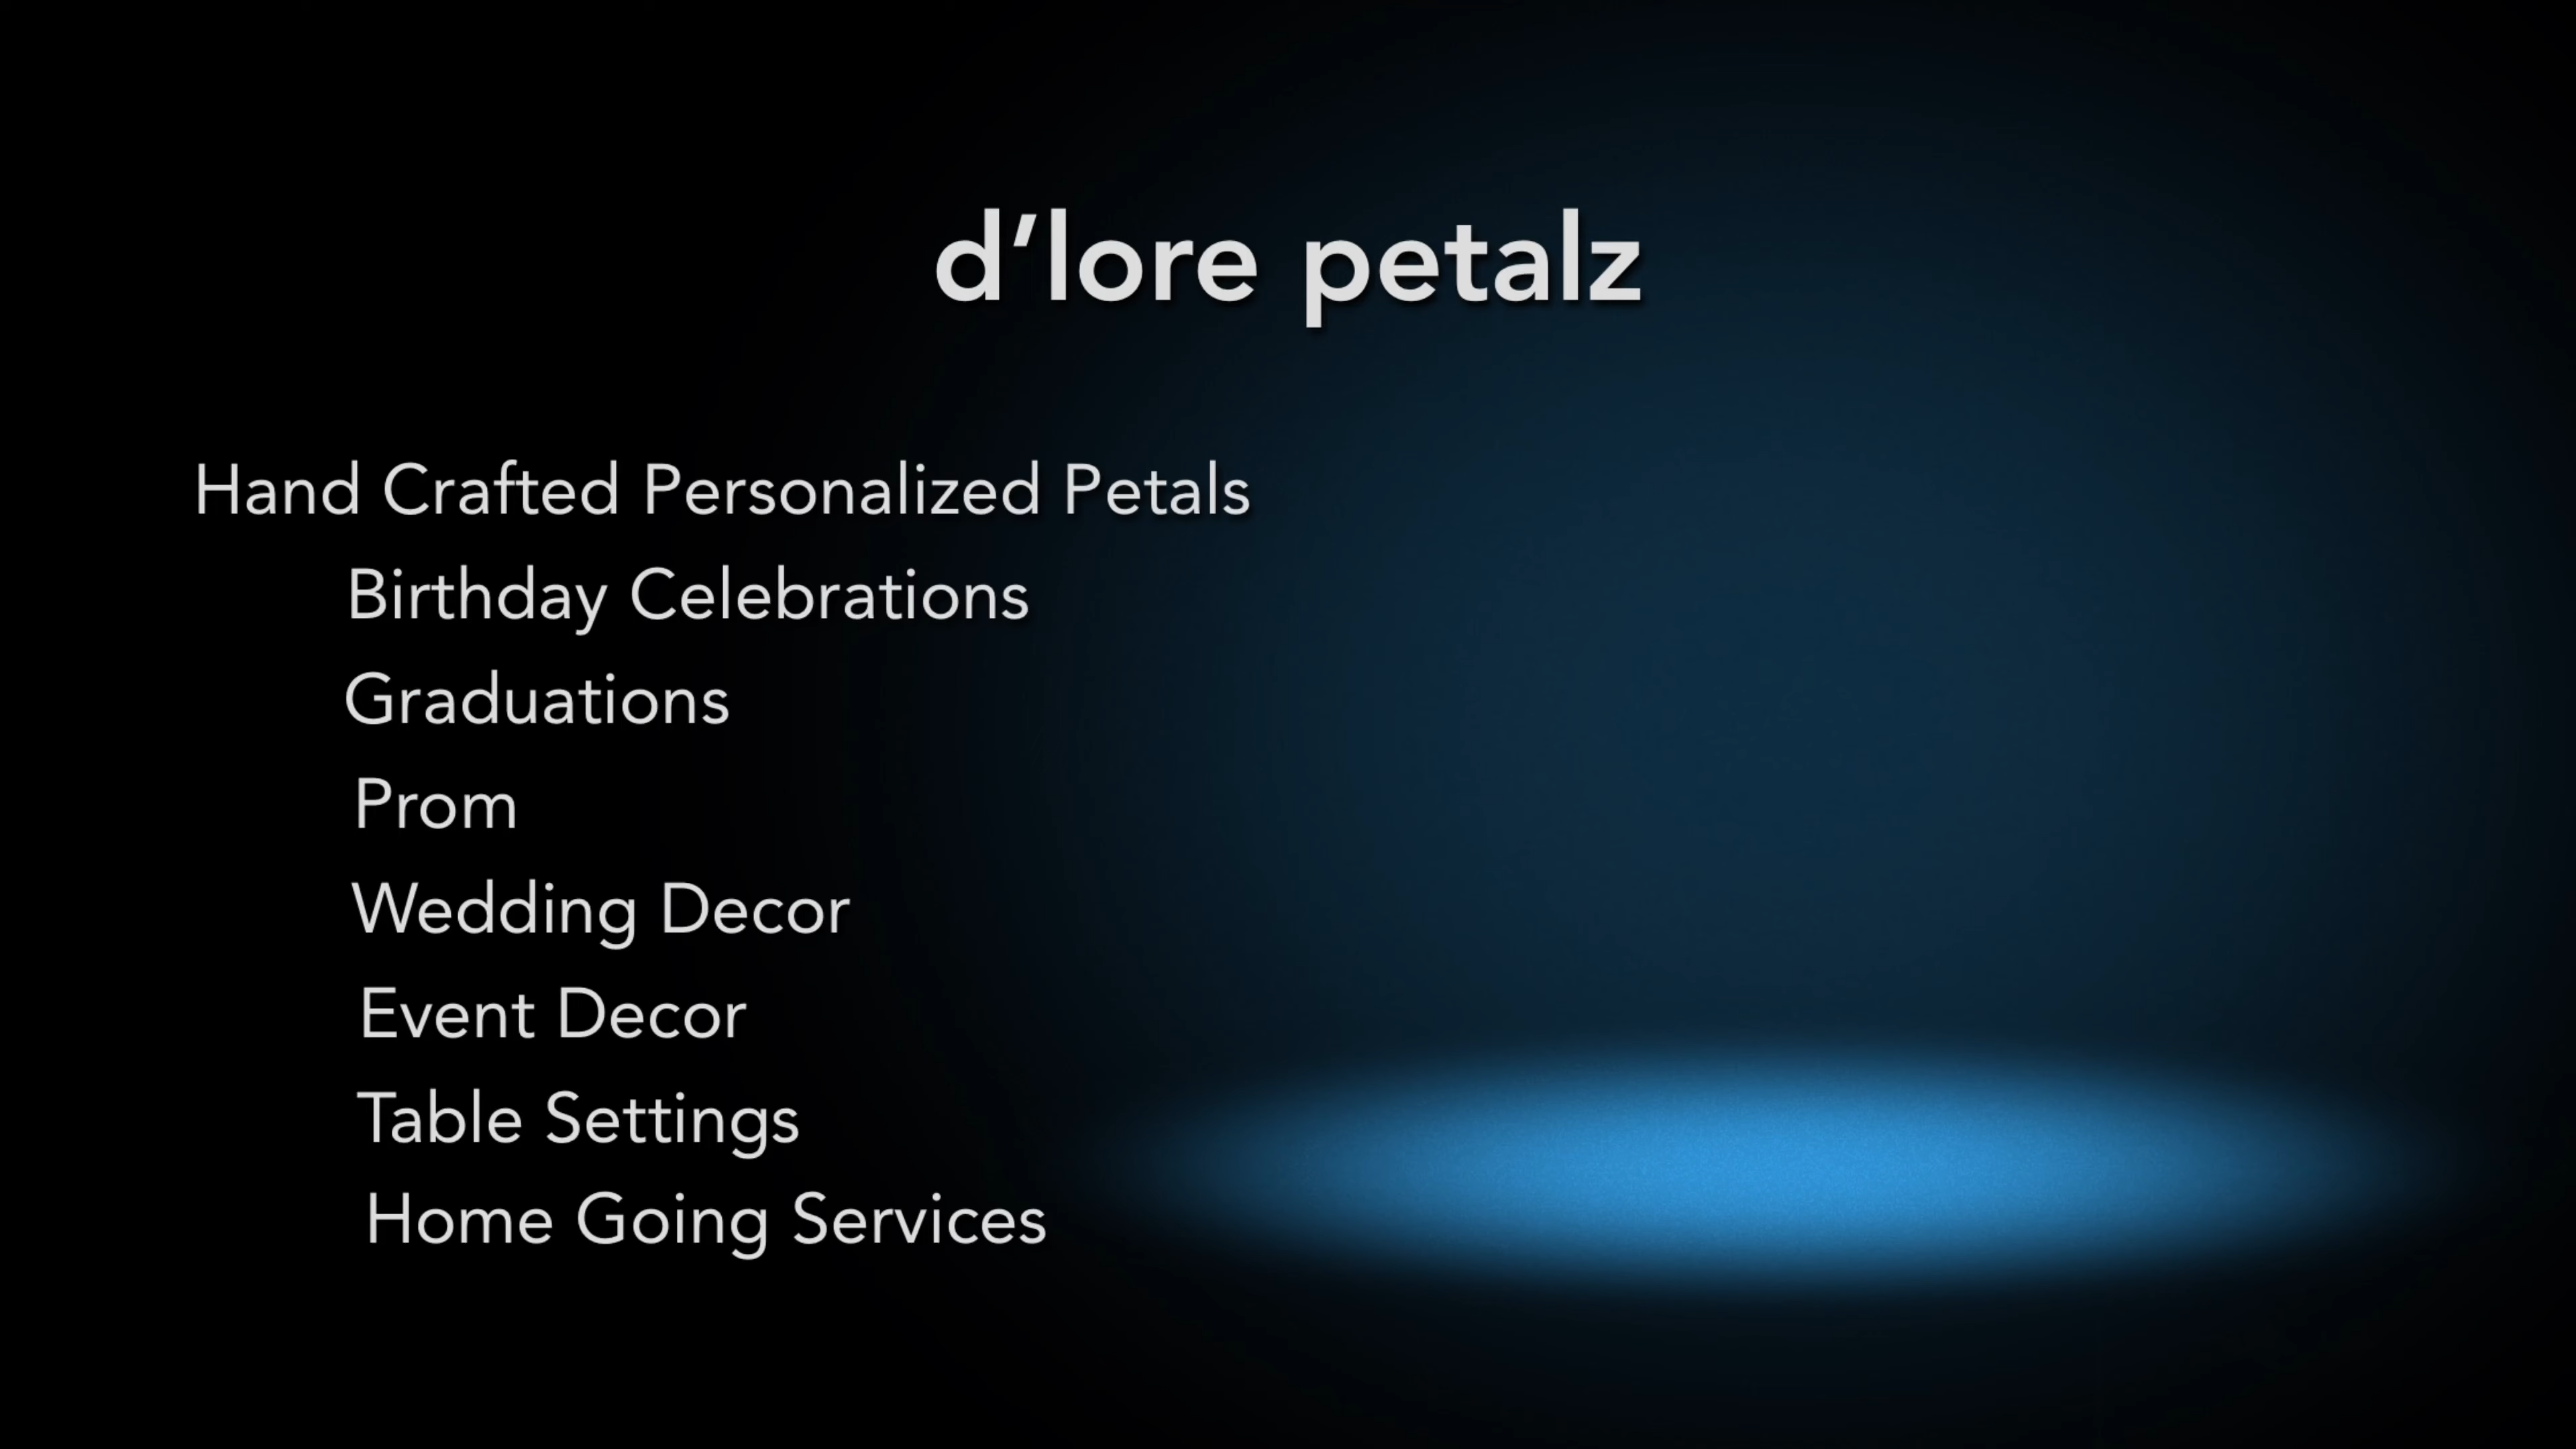 d’lore petalz
Hand Crafted Personalized Petals
Birthday Celebrations
Graduations
Prom
Wedding Decor
Event Decor
Table Settings
Home Going Services